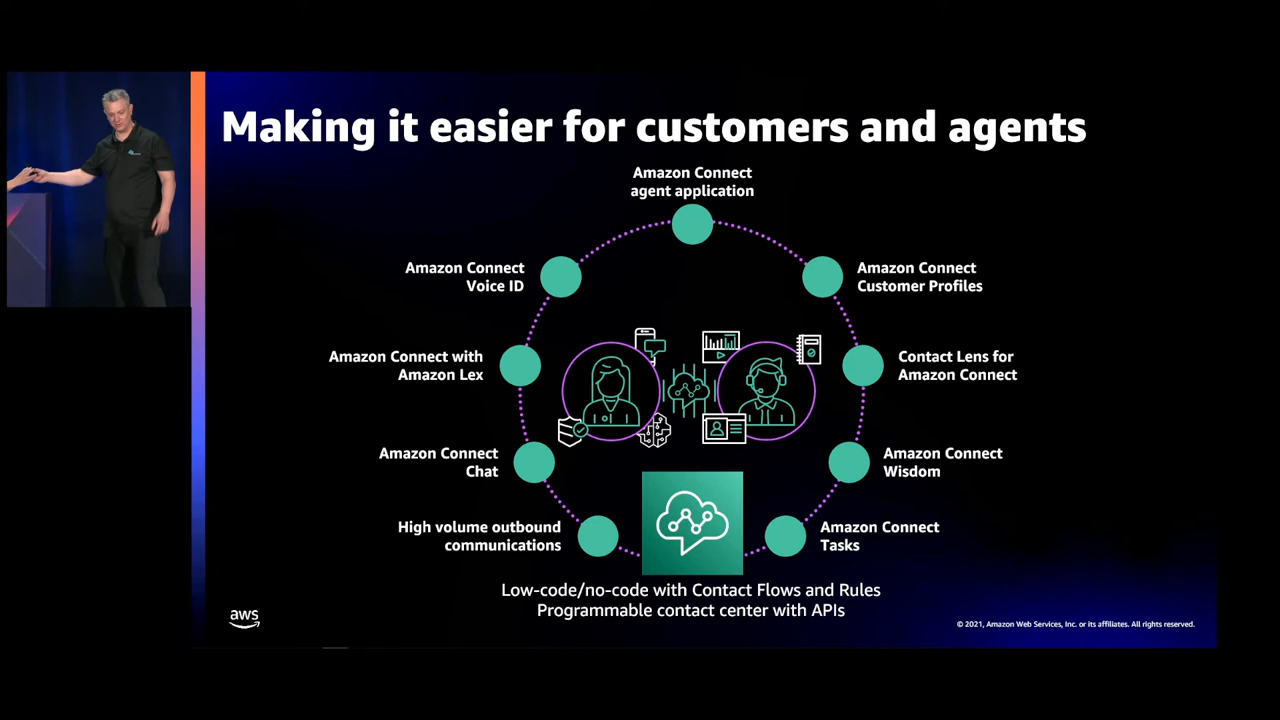 Making it easier for customers and agents
Amazon Connect
agent application
Amazon Connect
Voice ID
Amazon Connect
Customer Profiles
Amazon Connect with
Amazon Lex
Contact Lens for
Amazon Connect
Amazon Connect
Chat
Amazon Connect
Wisdom
High volume outbound
communications
Amazon Connect
Tasks
Low-code/no-code with Contact Flows and Rules
Programmable contact center with APIs
aws
© 2021, Amazon Web Services, Inc. or its affiliates. All rights reserved.